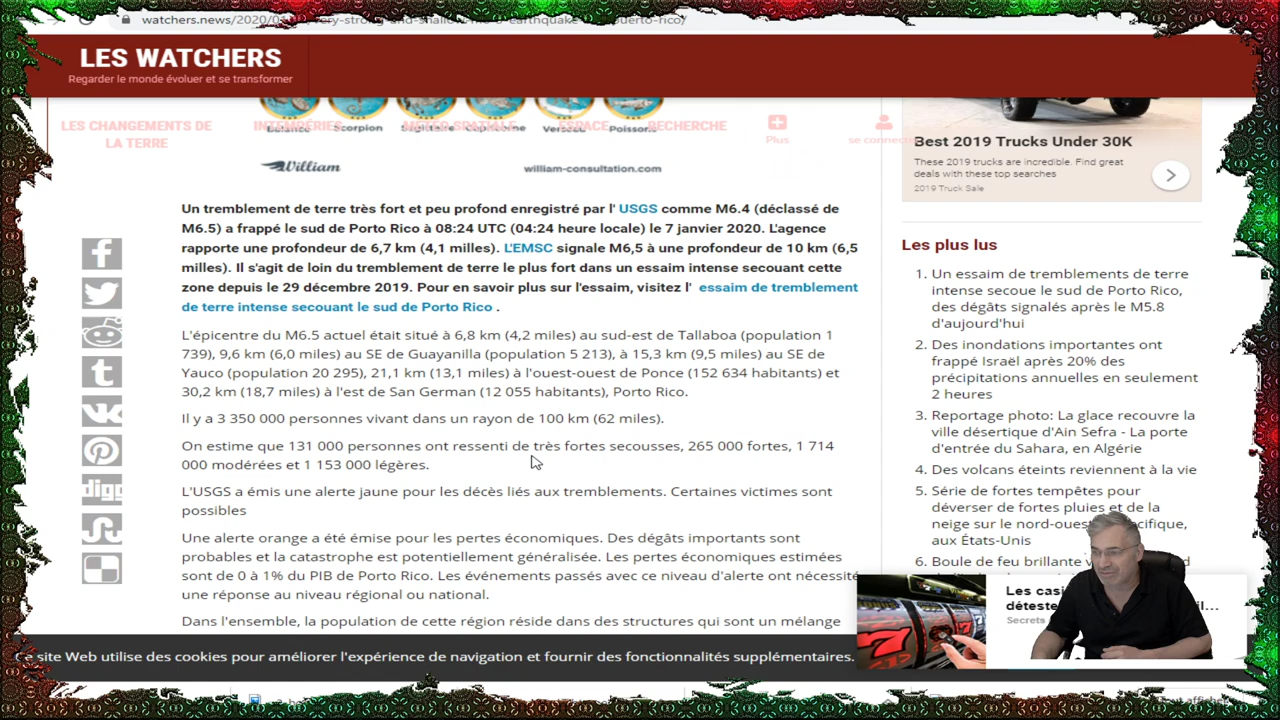 watchers.news/2020/0
LES WATCHERS
Regarder le monde évoluer et se transformer
LES CHANGEMENTS DE
LA TERRE
INTEMPÉRIES
ESPACE
RECHERCHE
Plus
se connecter
Balance Scorpion Sagittaire Capricorne Verseau Poissons
William
william-consultation.com
Un tremblement de terre très fort et peu profond enregistré par l' USGS comme M6.4 (déclassé de
M6.5) a frappé le sud de Porto Rico à 08:24 UTC (04:24 heure locale) le 7 janvier 2020. L'agence
rapporte une profondeur de 6,7 km (4,1 milles). L'EMSC signale M6,5 à une profondeur de 10 km (6,5
milles). Il s'agit de loin du tremblement de terre le plus fort dans un essaim intense secouant cette
zone depuis le 29 décembre 2019. Pour en savoir plus sur l'essaim, visitez l' essaim de tremblement
de terre intense secouant le sud de Porto Rico .
L'épicentre du M6.5 actuel était situé à 6,8 km (4,2 miles) au sud-est de Tallaboa (population 1
739), 9,6 km (6,0 miles) au SE de Guayanilla (population 5 213), à 15,3 km (9,5 miles) au SE de
Yauco (population 20 295), 21,1 km (13,1 miles) à l'ouest-ouest de Ponce (152 634 habitants) et
30,2 km (18,7 miles) à l'est de San German (12 055 habitants), Porto Rico.
Il y a 3 350 000 personnes vivant dans un rayon de 100 km (62 miles).
On estime que 131 000 personnes ont ressenti de très fortes secousses, 265 000 fortes, 1 714
000 modérées et 1 153 000 légères.
L'USGS a émis une alerte jaune pour les décès liés aux tremblements. Certaines victimes sont
possibles
Une alerte orange a été émise pour les pertes économiques. Des dégâts importants sont
probables et la catastrophe est potentiellement généralisée. Les pertes économiques estimées
sont de 0 à 1% du PIB de Porto Rico. Les événements passés avec ce niveau d'alerte ont nécessité
une réponse au niveau régional ou national.
Dans l'ensemble, la population de cette région réside dans des structures qui sont un mélange
Best 2019 Trucks Under 30K
These 2019 trucks are incredible. Find great
deals with these top searches
2019 Truck Sale
Les plus lus
1. Un essaim de tremblements de terre
intense secoue le sud de Porto Rico,
des dégâts signalés après le M5.8
d'aujourd'hui
2. Des inondations importantes ont
frappé Israël après 20% des
précipitations annuelles en seulement
2 heures
3. Reportage photo: La glace recouvre la
ville désertique d'Ain Sefra - La porte
d'entrée du Sahara, en Algérie
4. Des volcans éteints reviennent à la vie
5. Série de fortes tempêtes pour
déverser de fortes pluies et de la
neige sur le nord-ouest
aux États-Unis
6. Boule de feu brillante
Les
Secrets
site Web utilise des cookies pour améliorer l'expérience de navigation et fournir des fonctionnalités supplémentaires.